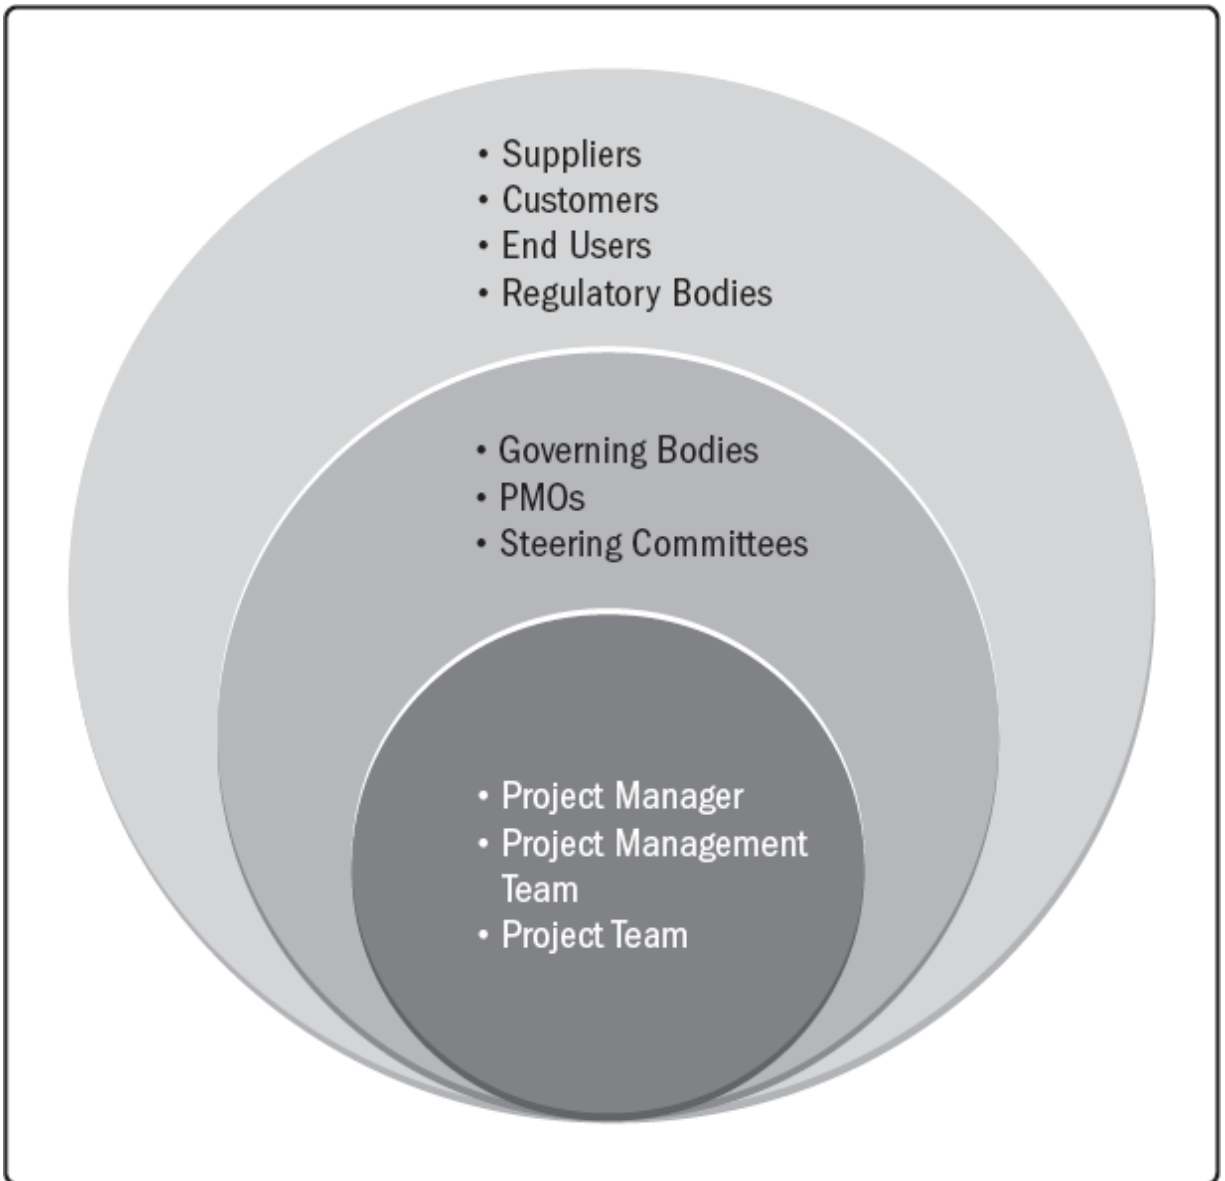 • Suppliers
• Customers
• End Users
• Regulatory Bodies
• Governing Bodies
• PMOs
• Steering Committees
• Project Manager
• Project Management
Team
• Project Team